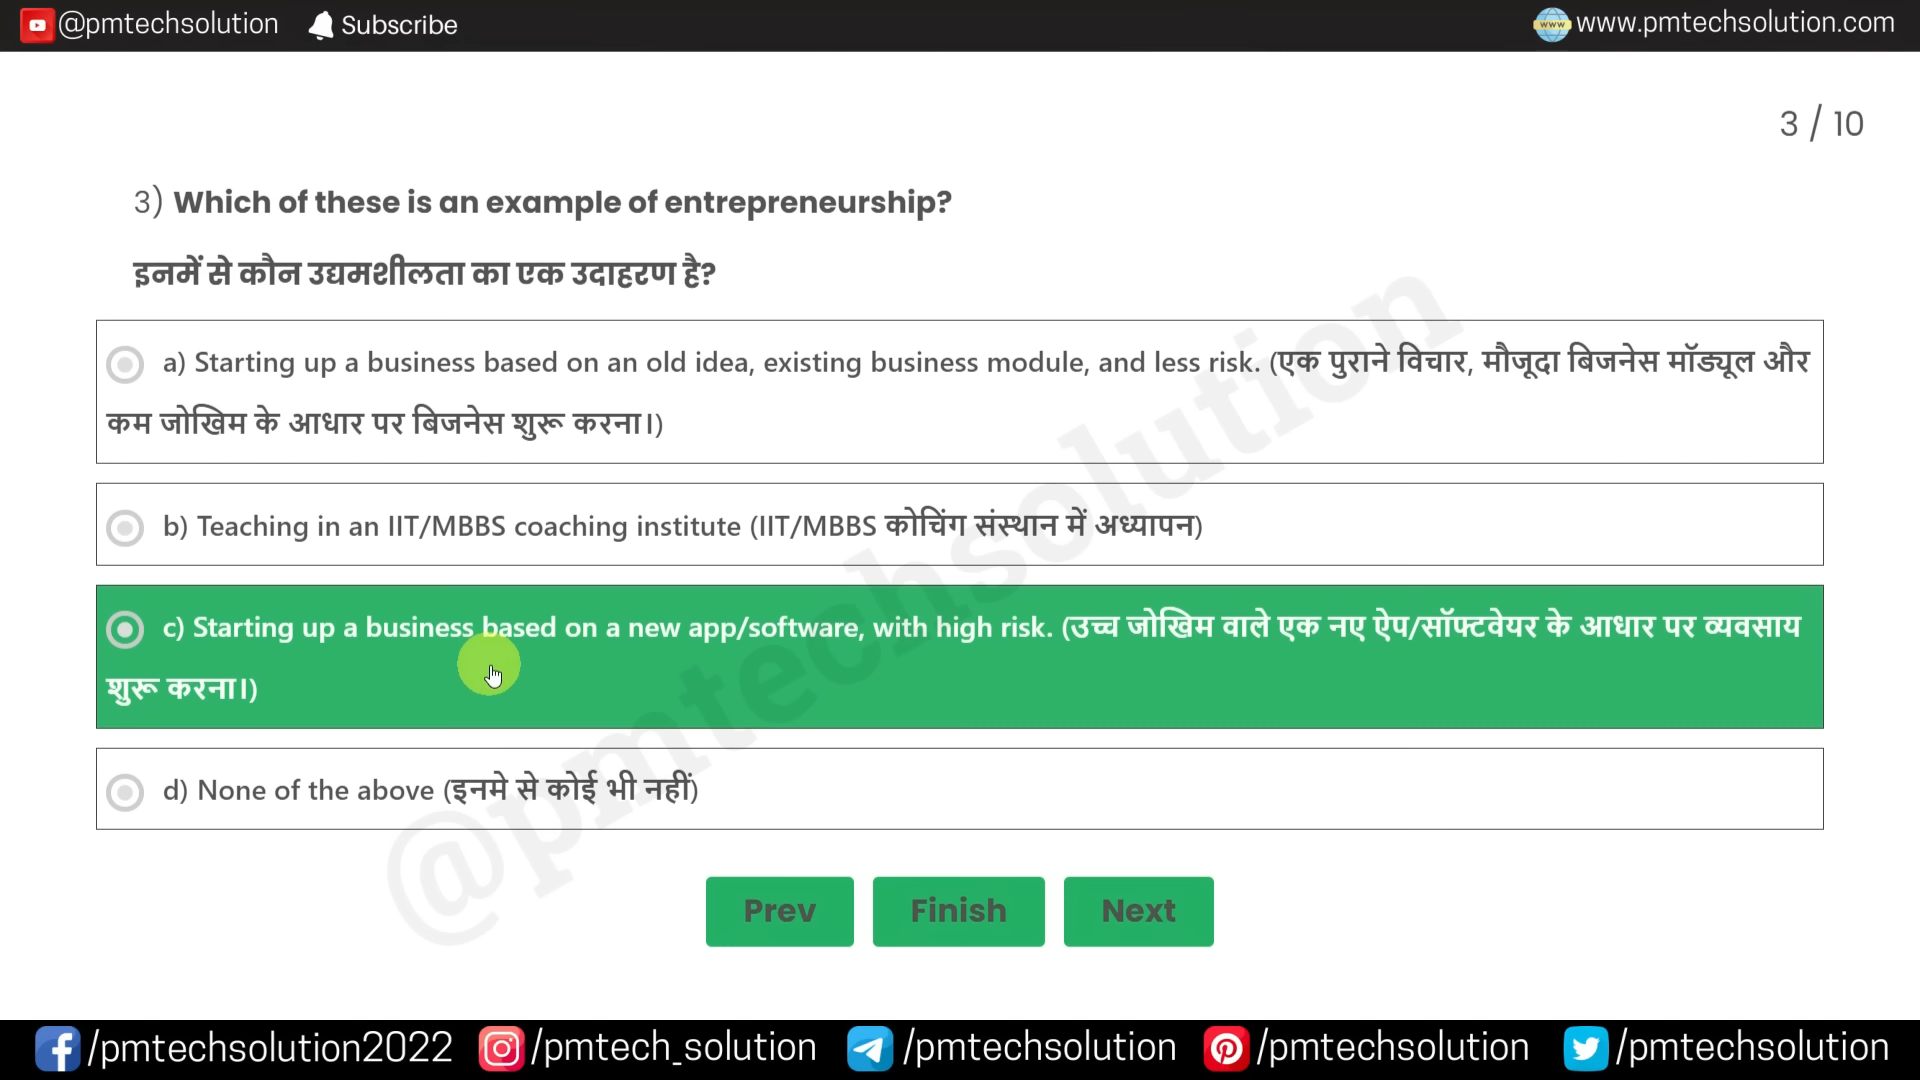 @pmtechsolution Subscribe www.pmtechsolution.com
3 / 10
3) Which of these is an example of entrepreneurship?
इनमें से कौन उद्यमशीलता का एक उदाहरण है?
a) Starting up a business based on an old idea, existing business module, and less risk. (एक पुराने विचार, मौजूदा बिजनेस मॉड्यूल और
कम जोखिम के आधार पर बिजनेस शुरू करना।)
b) Teaching in an IIT/MBBS coaching institute (IIT/MBBS कोचिंग संस्थान में अध्यापन)
c) Starting up a business based on a new app/software, with high risk. (उच्च जोखिम वाले एक नए ऐप/सॉफ्टवेयर के आधार पर व्यवसाय
शुरू करना।)
d) None of the above (इनमे से कोई भी नहीं)
@pmtechsolution
Prev Finish Next
/pmtechsolution2022 /pmtech_solution /pmtechsolution /pmtechsolution /pmtechsolution